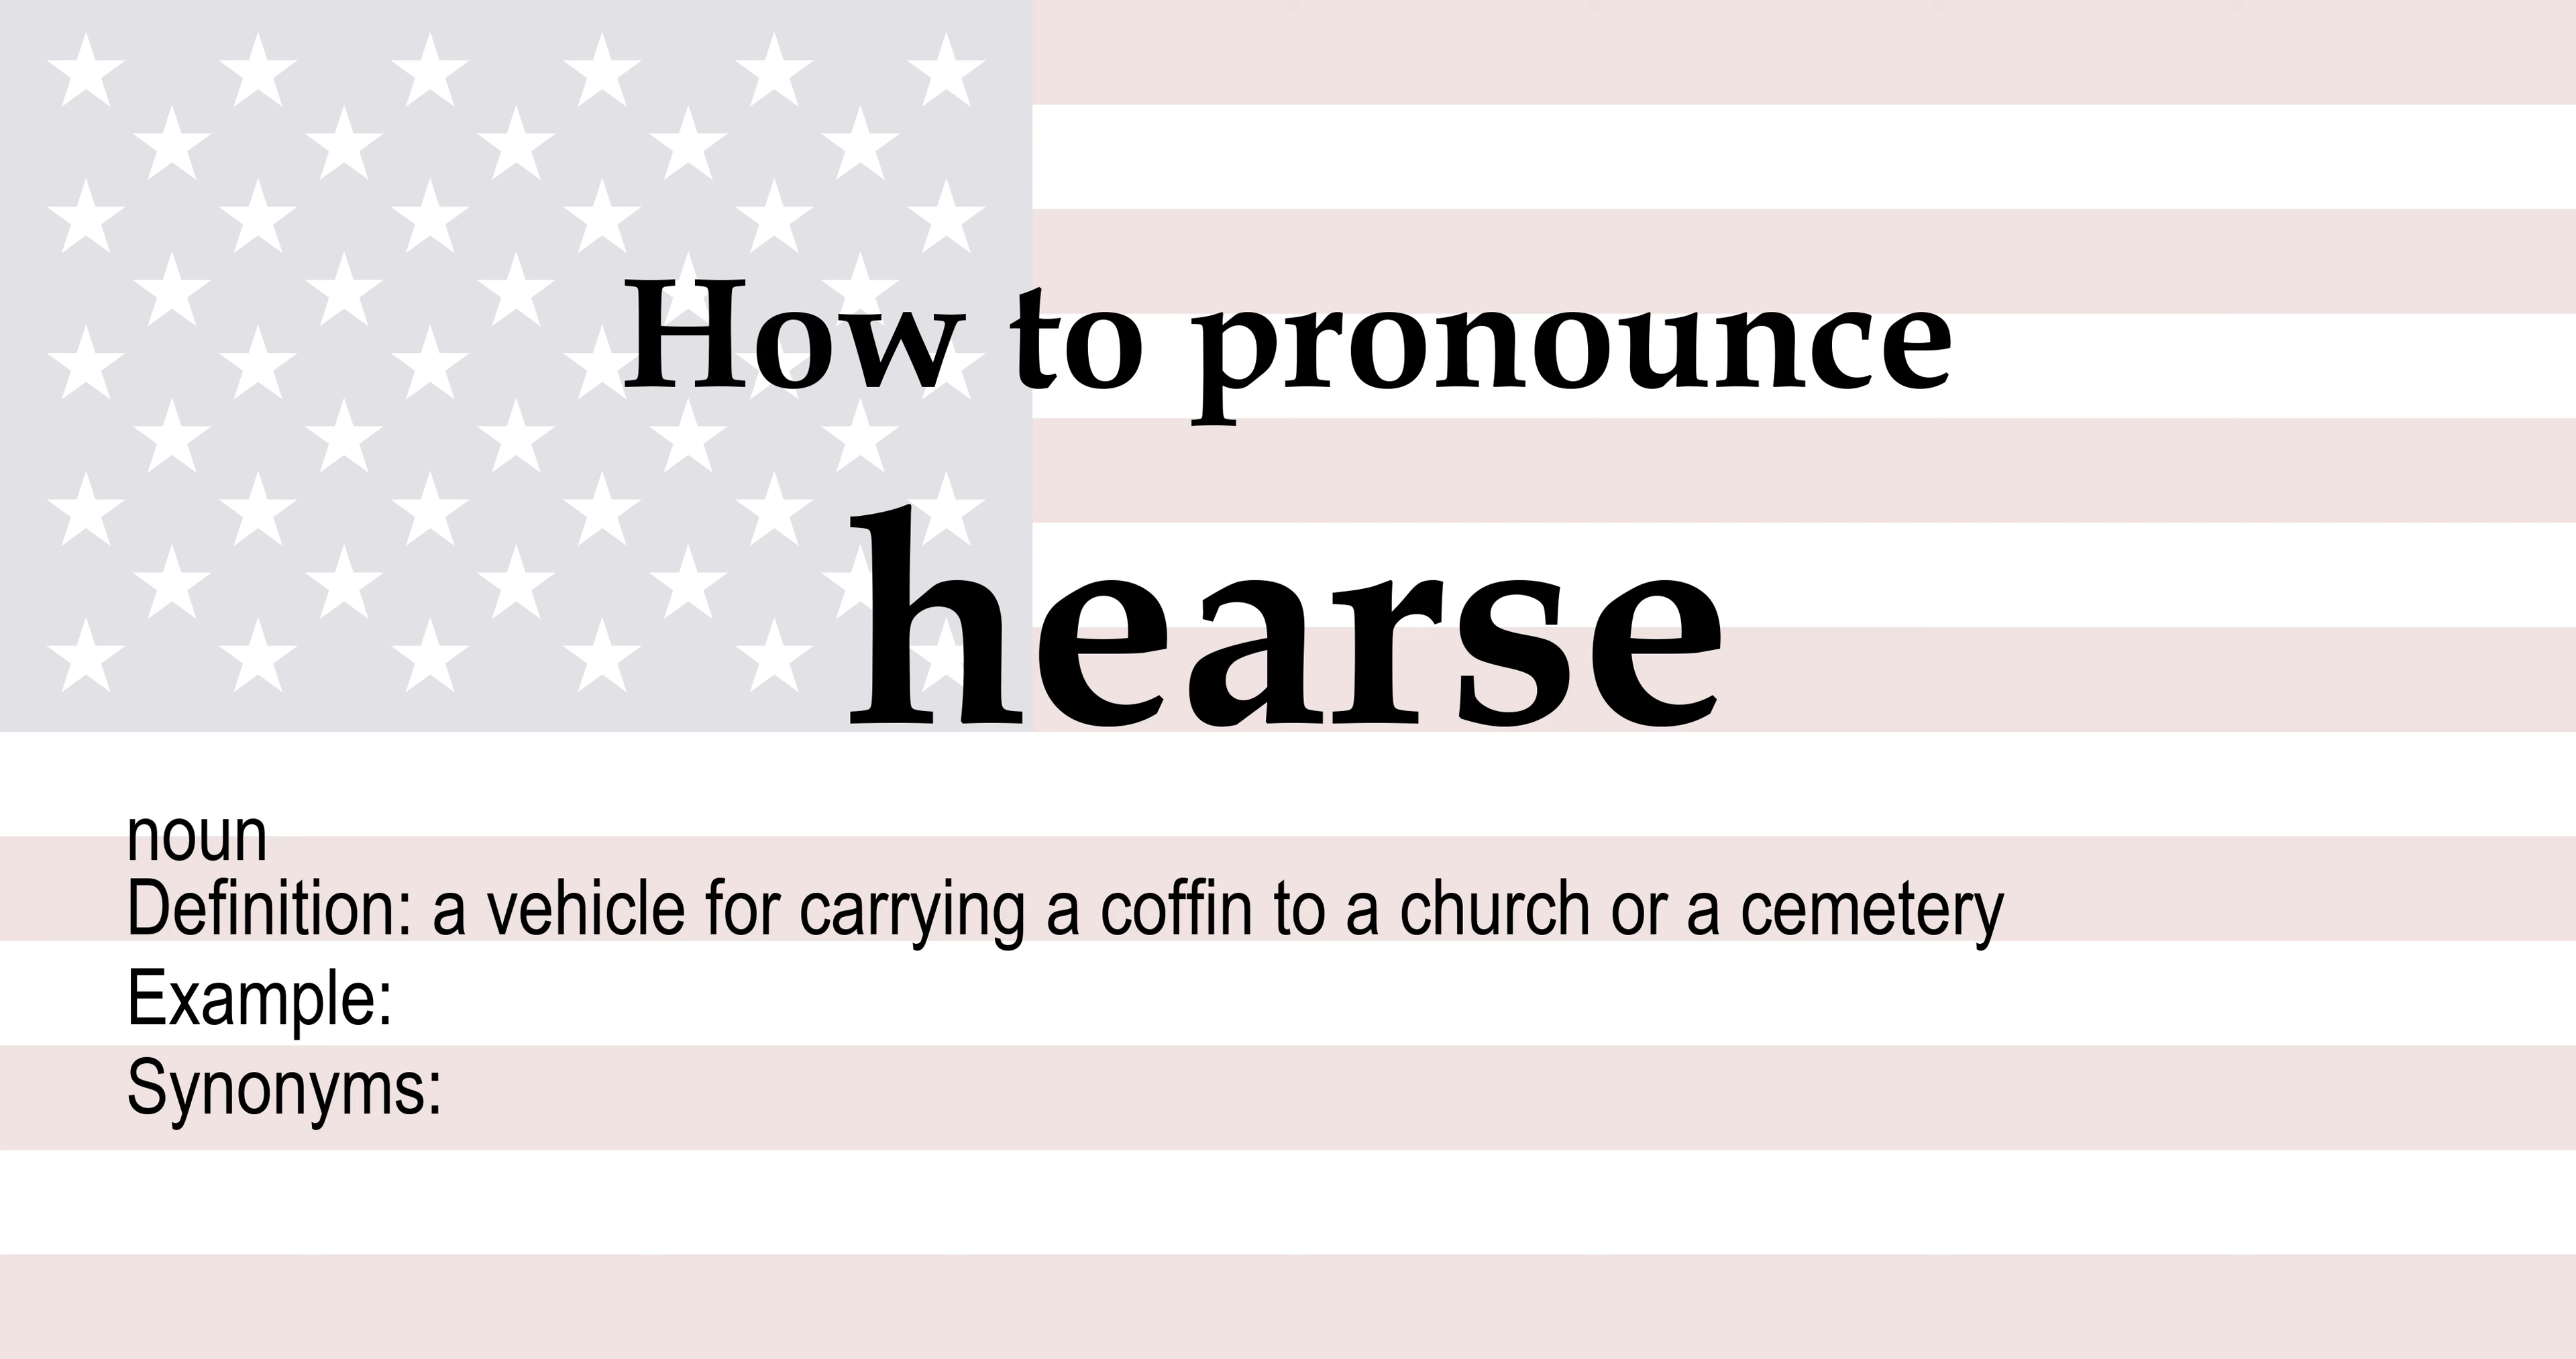 How to pronounce
hearse
noun
Definition: a vehicle for carrying a coffin to a church or a cemetery
Example:
Synonyms: